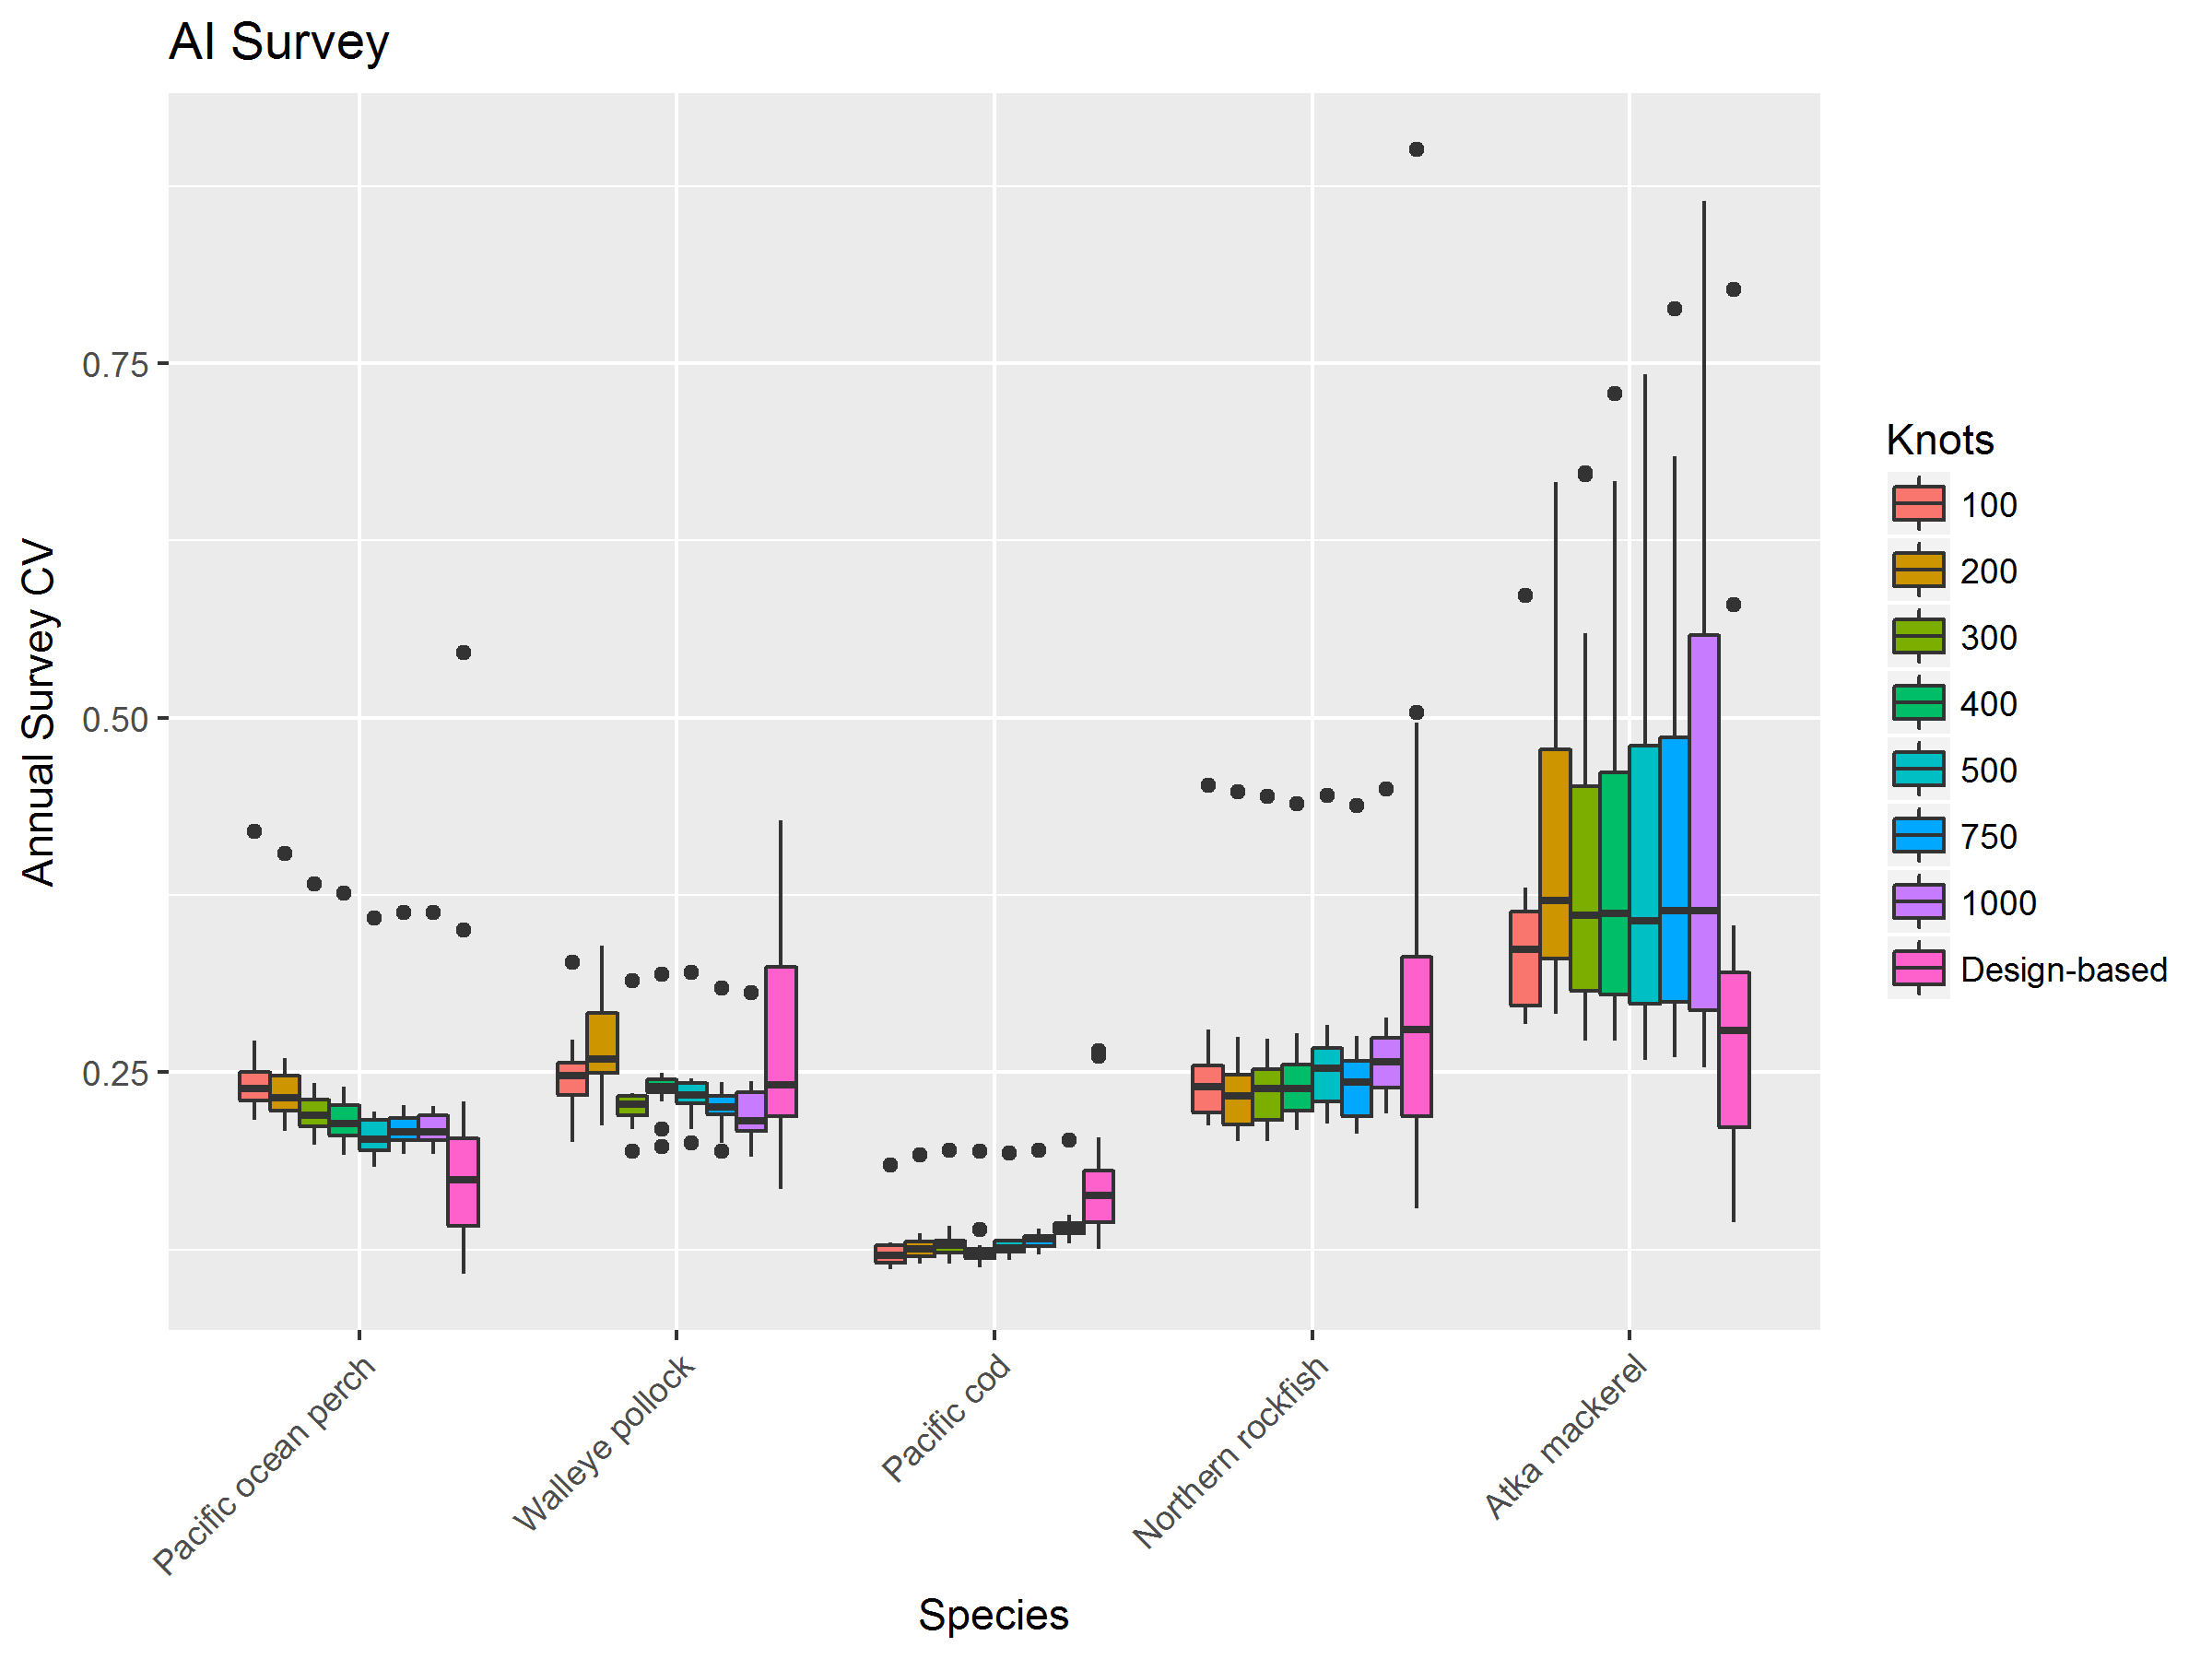 AI Survey
Annual Survey CV
0.75
0.50
0.25
Pacific ocean perch
Walleye pollock
Pacific cod
Northern rockfish
Atka mackerel
Species
Knots
100
200
300
400
500
750
1000
Design-based